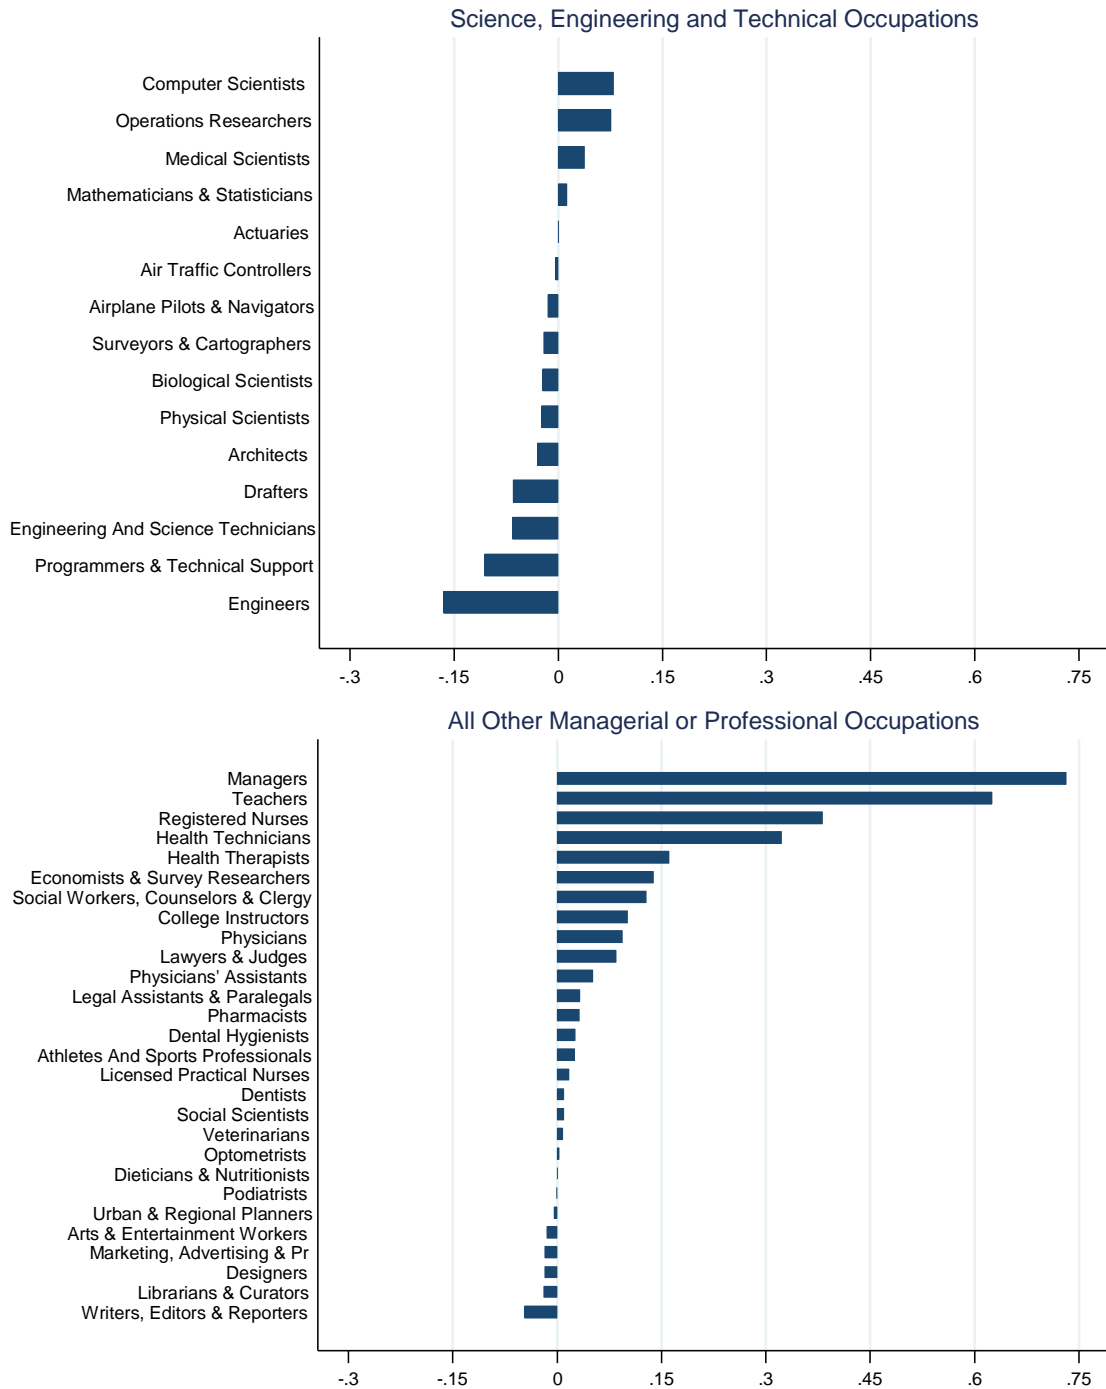 Science, Engineering and Technical Occupations
Computer Scientists
Operations Researchers
Medical Scientists
Mathematicians & Statisticians
Actuaries
Air Traffic Controllers
Airplane Pilots & Navigators
Surveyors & Cartographers
Biological Scientists
Physical Scientists
Architects
Drafters
Engineering And Science Technicians
Programmers & Technical Support
Engineers
-.3 -.15 0 .15 .3 .45 .6 .75
All Other Managerial or Professional Occupations
Managers
Teachers
Registered Nurses
Health Technicians
Health Therapists
Economists & Survey Researchers
Social Workers, Counselors & Clergy
College Instructors
Physicians
Lawyers & Judges
Physicians' Assistants
Legal Assistants & Paralegals
Pharmacists
Dental Hygienists
Athletes And Sports Professionals
Licensed Practical Nurses
Dentists
Social Scientists
Veterinarians
Optometrists
Dieticians & Nutritionists
Podiatrists
Urban & Regional Planners
Arts & Entertainment Workers
Marketing, Advertising & Pr
Designers
Librarians & Curators
Writers, Editors & Reporters
-.3 -.15 0 .15 .3 .45 .6 .75